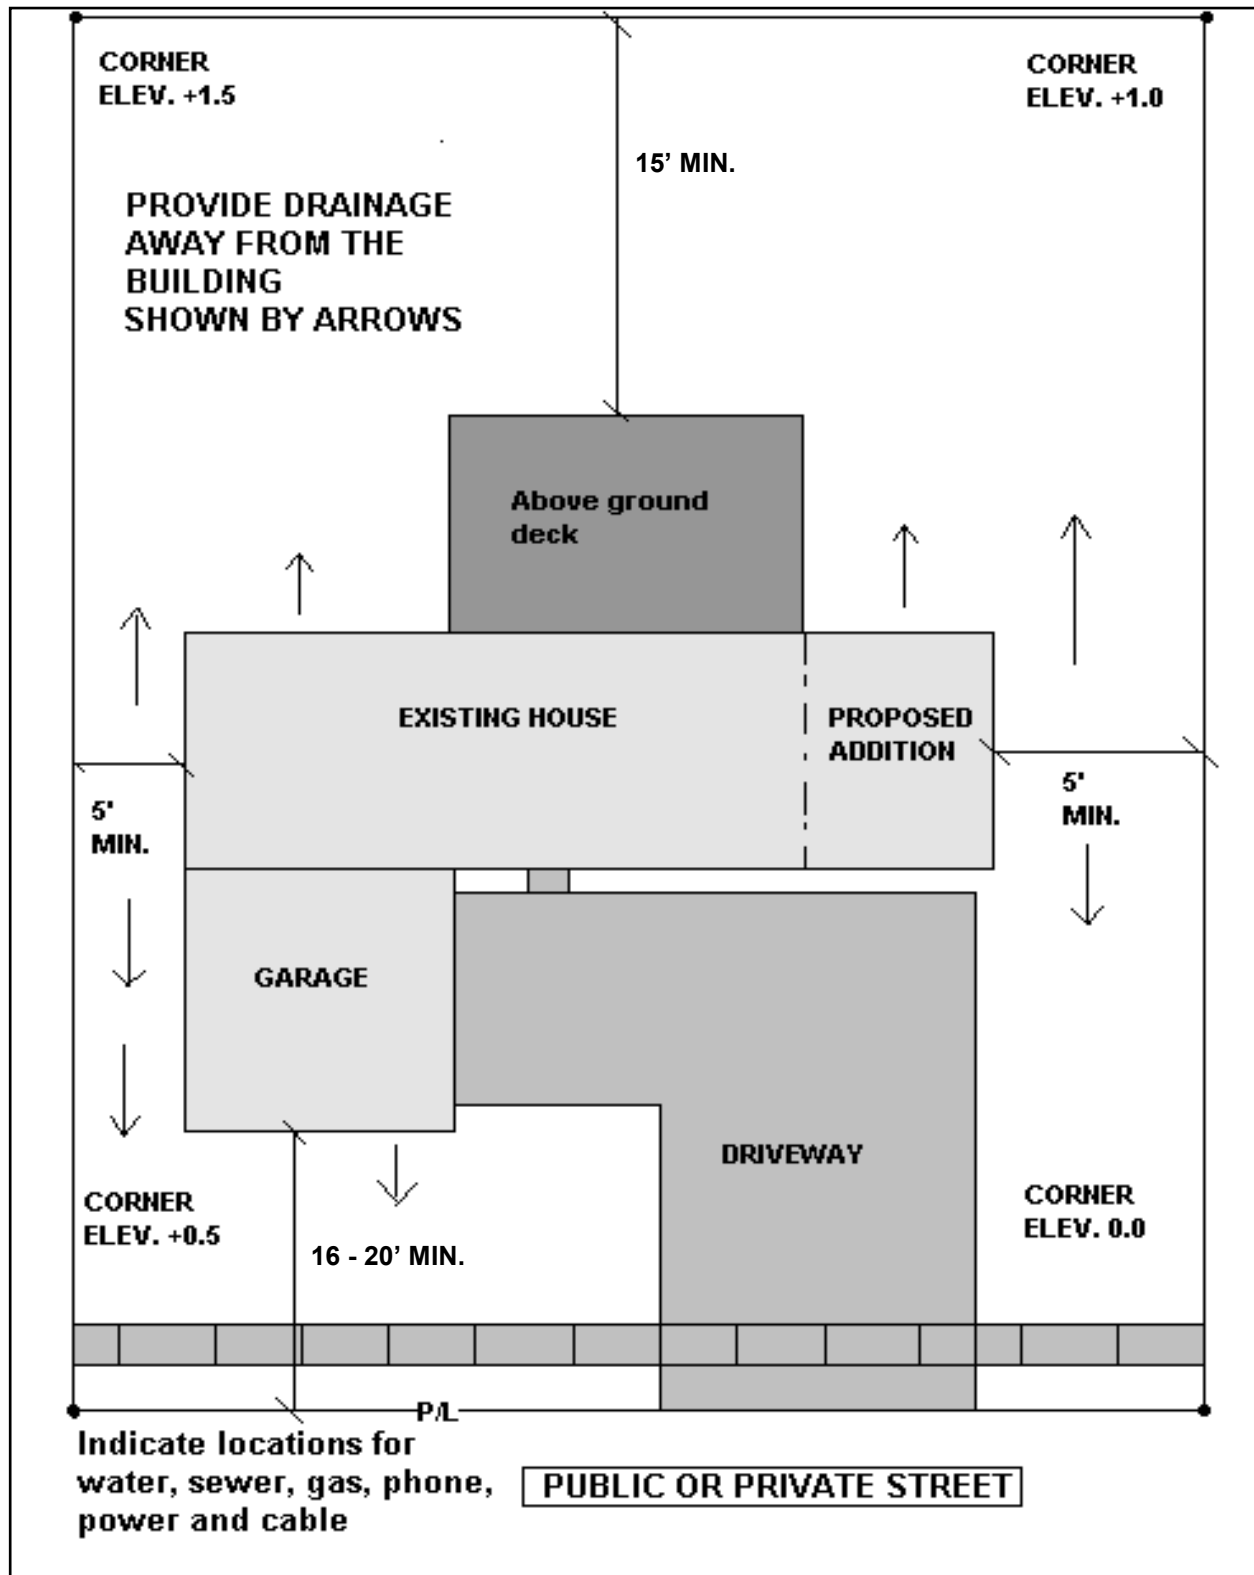 CORNER
ELEV. +1.5
CORNER
ELEV. +1.0
15’ MIN.
PROVIDE DRAINAGE
AWAY FROM THE
BUILDING
SHOWN BY ARROWS
Above ground
deck
EXISTING HOUSE
PROPOSED
ADDITION
5'
MIN.
5'
MIN.
GARAGE
DRIVEWAY
CORNER
ELEV. +0.5
CORNER
ELEV. 0.0
16 - 20’ MIN.
P/L
Indicate locations for
water, sewer, gas, phone,
power and cable
PUBLIC OR PRIVATE STREET